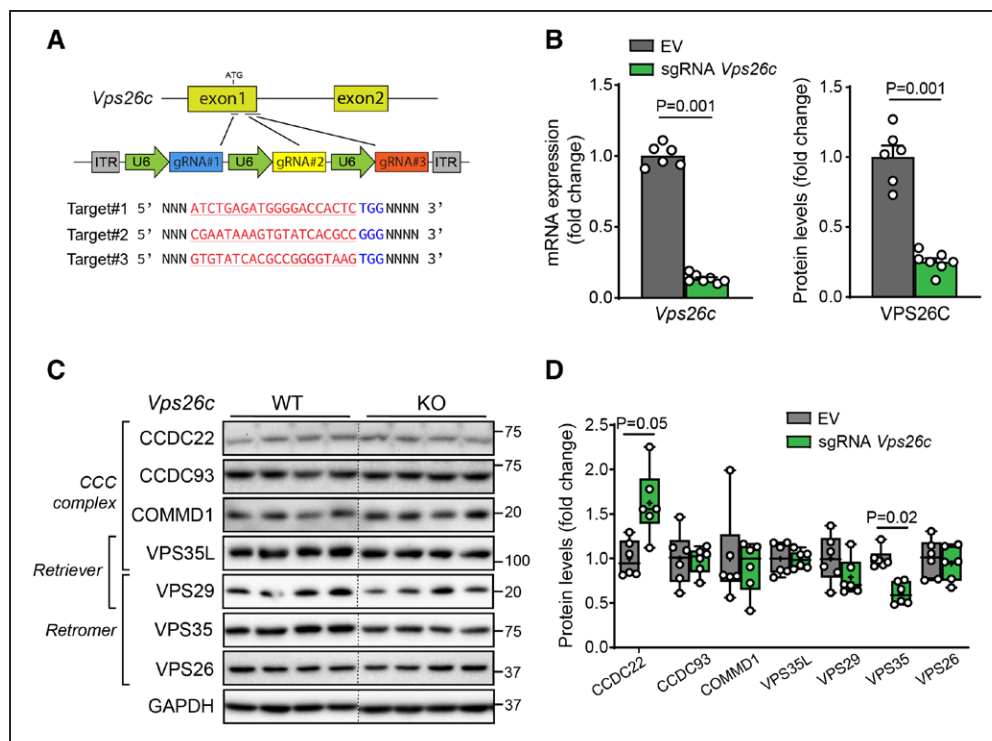 A
ATG
Vps26c
exon1
exon2
ITR U6 gRNA#1 U6 gRNA#2 U6 gRNA#3 ITR
Target#1 5' NNN ATCTGAGATGGGGACCACTC TGG NNNN 3'
Target#2 5' NNN CGAATAAAGTGTATCACGCC GGG NNNN 3'
Target#3 5' NNN GTGTATCACGCCGGGGTAAG TGG NNNN 3'
B
EV
sgRNA Vps26c
mRNA expression
(fold change)
1.5
1.0
0.5
0.0
P=0.001
Vps26c
Protein levels (fold change)
1.5
1.0
0.5
0.0
P=0.001
VPS26C
C
Vps26c WT KO
CCC
complex
Retriever
Retromer
CCDC22 75
CCDC93 75
COMMD1 20
VPS35L 100
VPS29 20
VPS35 75
VPS26 37
GAPDH 37
D
EV
sgRNA Vps26c
Protein levels (fold change)
2.5
2.0
1.5
1.0
0.5
0.0
P=0.05
P=0.02
CCDC22
CCDC93
COMMD1
VPS35L
VPS29
VPS35
VPS26